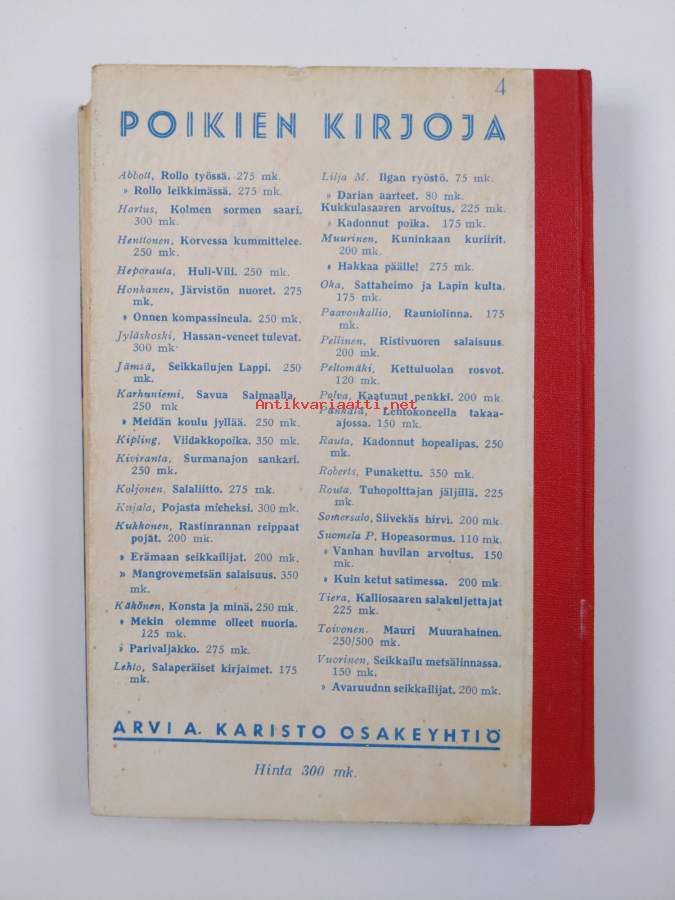 4
POIKIEN KIRJOJA
Abbott, Rollo työssä. 275 mk.
» Rollo leikkimässä. 275 mk.
Hartus, Kolmen sormen saari.
300 mk.
Henttonen, Korvessa kummittelee.
250 mk.
Heporauta, Huli-Vili. 250 mk.
Honkanen, Järvistön nuoret. 275
mk.
» Onnen kompassineula. 250 mk.
Jyläskoski, Hassan-veneet tulevat.
300 mk.
Jämsä, Seikkailujen Lappi. 250
mk.
Karhuniemi, Savua Saimaalla.
250 mk
» Meidän koulu jyllää. 250 mk.
Kipling, Viidakkopoika. 350 mk.
Kiviranta, Surmanajon sankari.
250 mk.
Koljonen, Salaliitto. 275 mk.
Kujala, Pojasta mieheksi. 300 mk.
Kukkonen, Rastinrannan reippaat
pojat. 200 mk.
» Erämaan seikkailijat. 200 mk.
» Mangrovemetsän salaisuus. 350
mk.
Kähönen, Konsta ja minä. 250 mk.
» Mekin olemme olleet nuoria.
125 mk.
» Parivaljakko. 275 mk.
Lehto, Salaperäiset kirjaimet. 175
mk.
Lilja M. Ilgan ryöstö. 75 mk.
» Darian aarteet. 80 mk.
Kukkulasaaren arvoitus. 225 mk.
» Kadonnut poika. 175 mk.
Muurinen, Kuninkaan kuriirit.
200 mk.
» Hakkaa päälle! 275 mk.
Oka, Sattaheimo ja Lapin kulta.
175 mk.
Paavonkallio, Rauniolinna. 175
mk.
Pellinen, Ristivuoren salaisuus.
200 mk.
Peltomäki, Kettuluolan rosvot.
120 mk.
Polva, Kaatunut penkki. 200 mk.
Pankala, Lentokoneella takaa-
ajossa. 150 mk.
Rauta, Kadonnut hopealipas. 250
mk.
Roberts, Punakettu. 350 mk.
Routa, Tuhopolttajan jäljillä. 225
mk.
Somersalo, Siivekäs hirvi. 200 mk.
Suomela P. Hopeasormus. 110 mk.
» Vanhan huvilan arvoitus. 150
mk.
» Kuin ketut satimessa. 200 mk.
Tiera, Kalliosaaren salakuljettajat
225 mk.
Toivonen. Mauri Muurahainen.
250/500 mk.
Vuorinen, Seikkailu metsälinnassa.
150 mk.
» Avaruudnn seikkailijat. 200 mk.
Antikvariaatti.net
ARVI A. KARISTO OSAKEYHTIÖ
Hinta 300 mk.